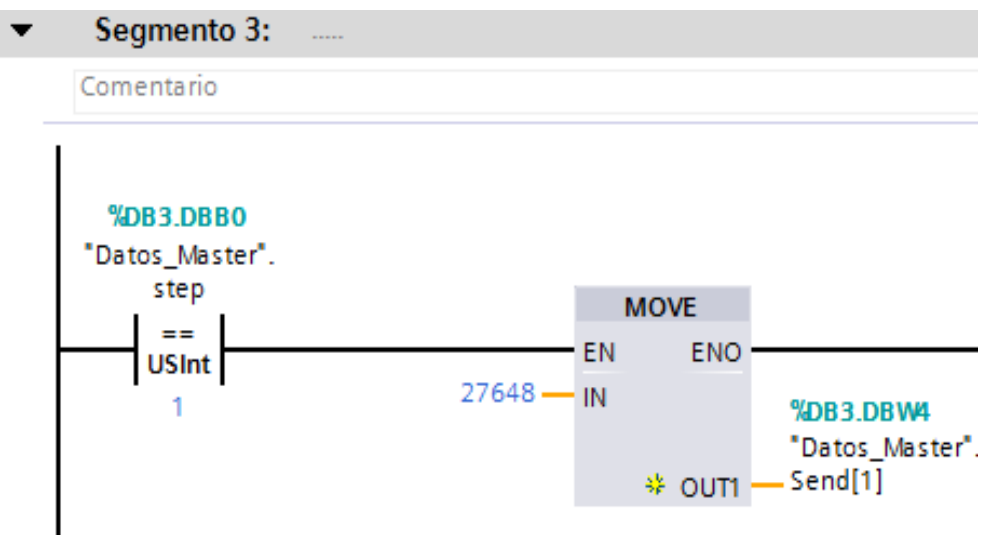 Segmento 3: .....
Comentario
%DB3.DBB0
"Datos_Master".
step
==
USInt
1
MOVE
EN ENO
27648 IN
%DB3.DBW4
"Datos_Master".
Send[1]
OUT1